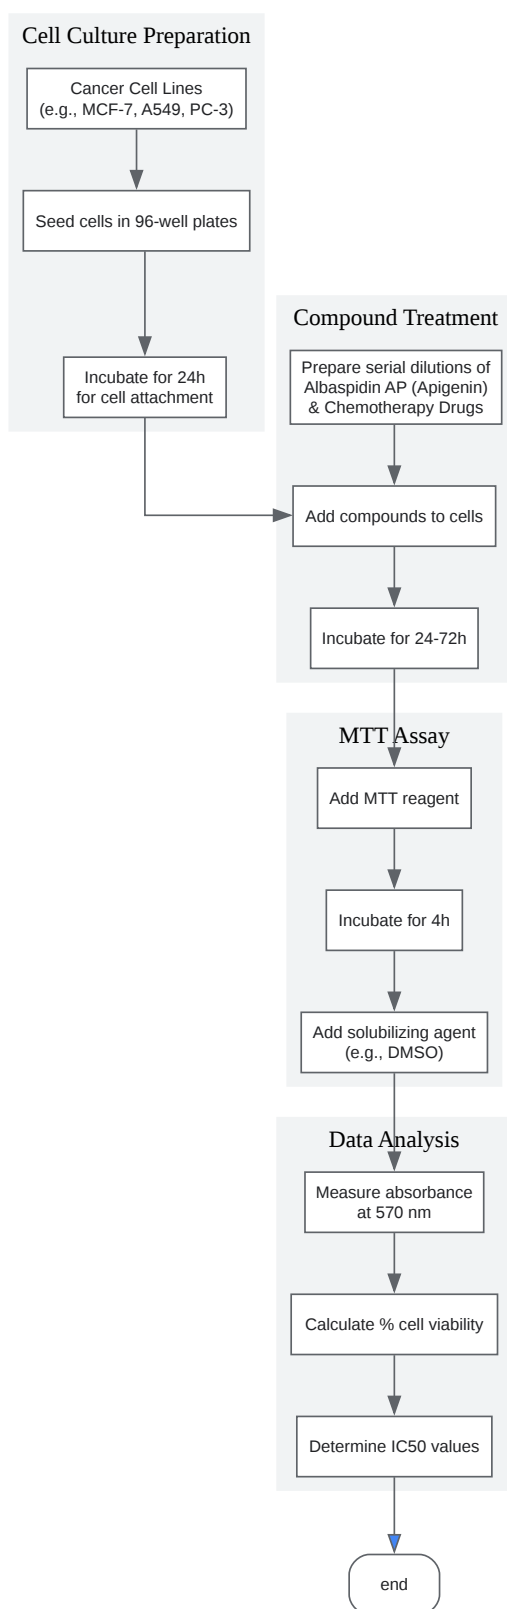 Cell Culture Preparation
Cancer Cell Lines
(e.g., MCF-7, A549, PC-3)
Seed cells in 96-well plates
Incubate for 24h
for cell attachment
Compound Treatment
Prepare serial dilutions of
Albaspidin AP (Apigenin)
& Chemotherapy Drugs
Add compounds to cells
Incubate for 24-72h
MTT Assay
Add MTT reagent
Incubate for 4h
Add solubilizing agent
(e.g., DMSO)
Data Analysis
Measure absorbance
at 570 nm
Calculate % cell viability
Determine IC50 values
end